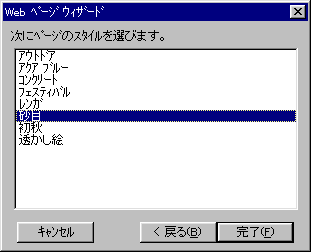 Web ﾍﾟｰｼﾞ ｳｨｻﾞｰﾄﾞ
次にﾍﾟｰｼﾞのｽﾀｲﾙを選びます。
ｱｳﾄﾄﾞｱ
ｱｸｱ ﾌﾞﾙｰ
ｺﾝｸﾘｰﾄ
ﾌｪｽﾃｨﾊﾞﾙ
ﾚﾝｶﾞ
砂目
初秋
透かし絵
ｷｬﾝｾﾙ
< 戻る(B)
完了(F)